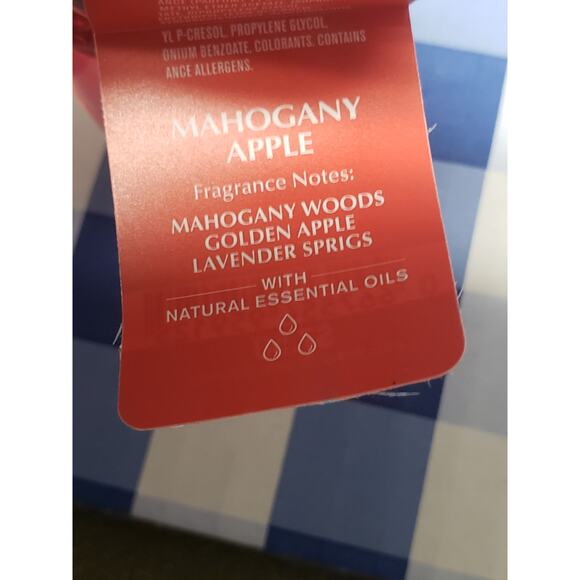 YL P-CRESOL, PROPYLENE GLYCOL,
ONIUM BENZOATE, COLORANTS, CONTAINS
ANCE ALLERGENS.
MAHOGANY
APPLE
Fragrance Notes:
MAHOGANY WOODS
GOLDEN APPLE
LAVENDER SPRIGS
WITH
NATURAL ESSENTIAL OILS